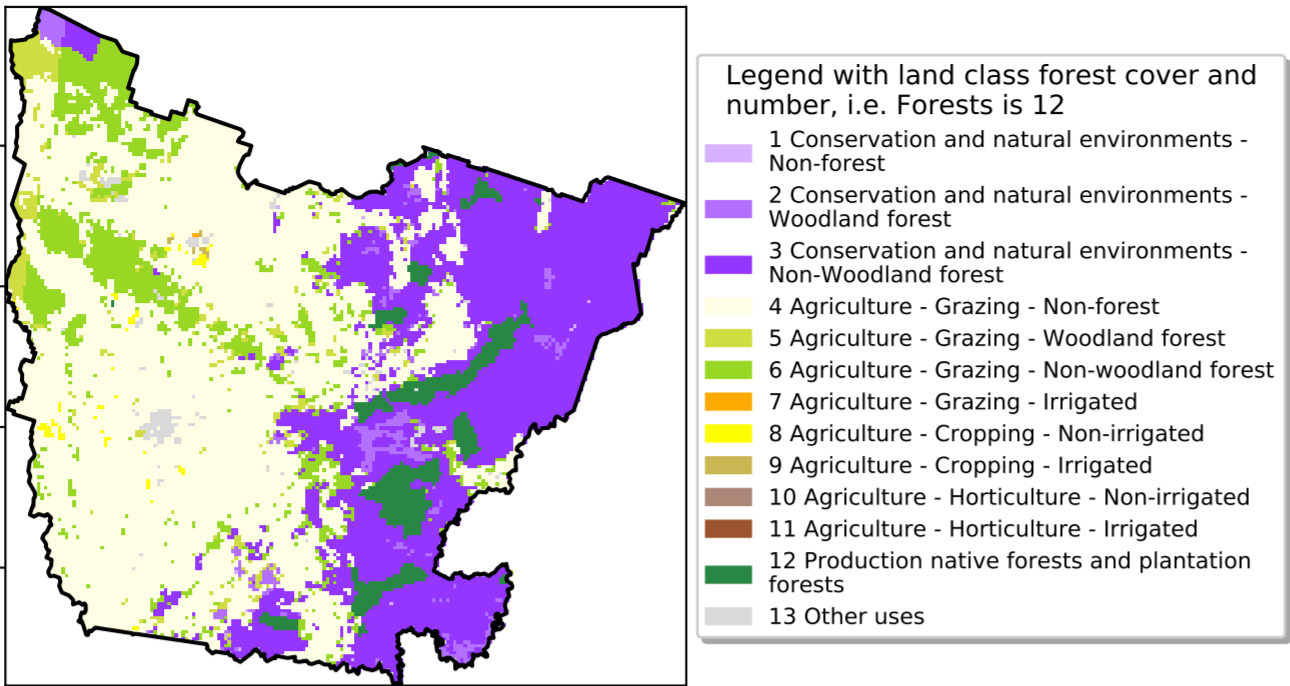 Legend with land class forest cover and
number, i.e. Forests is 12
1 Conservation and natural environments -
Non-forest
2 Conservation and natural environments -
Woodland forest
3 Conservation and natural environments -
Non-Woodland forest
4 Agriculture - Grazing - Non-forest
5 Agriculture - Grazing - Woodland forest
6 Agriculture - Grazing - Non-woodland forest
7 Agriculture - Grazing - Irrigated
8 Agriculture - Cropping - Non-irrigated
9 Agriculture - Cropping - Irrigated
10 Agriculture - Horticulture - Non-irrigated
11 Agriculture - Horticulture - Irrigated
12 Production native forests and plantation
forests
13 Other uses